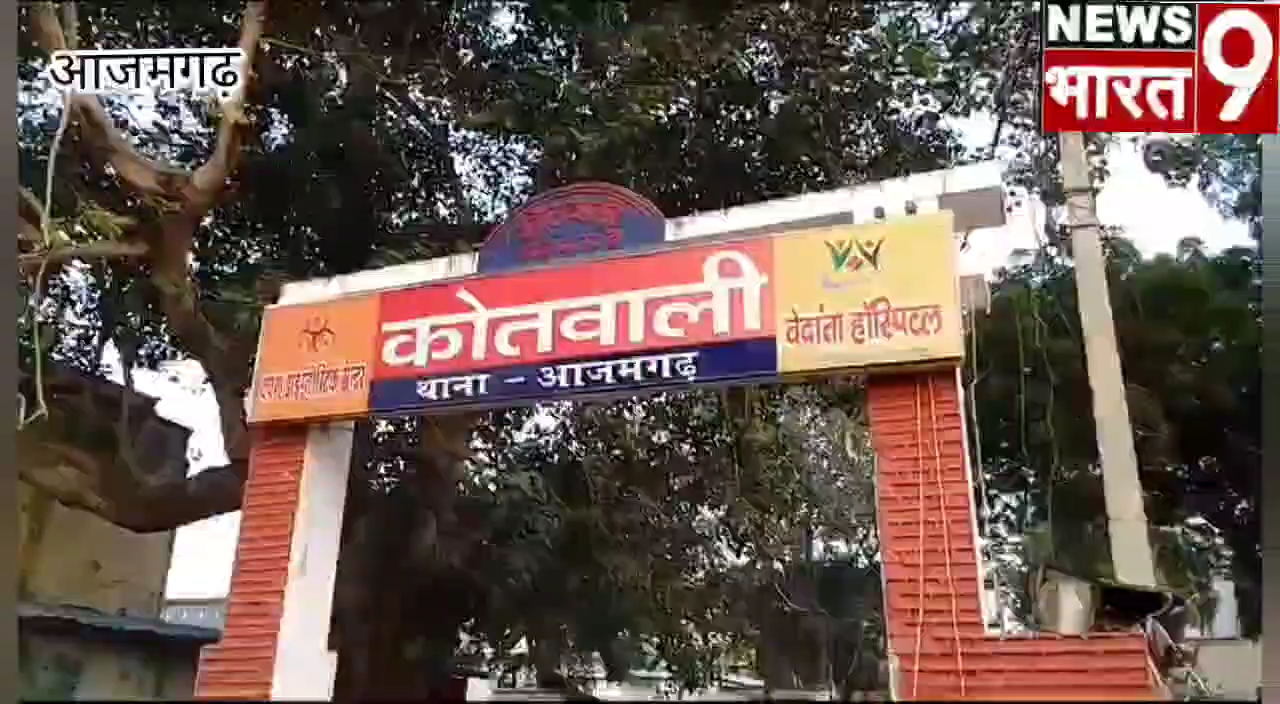 आजमगढ़
NEWS
भारत 9
कोतवाली
थाना - आजमगढ़
वेदांता हॉस्पिटल